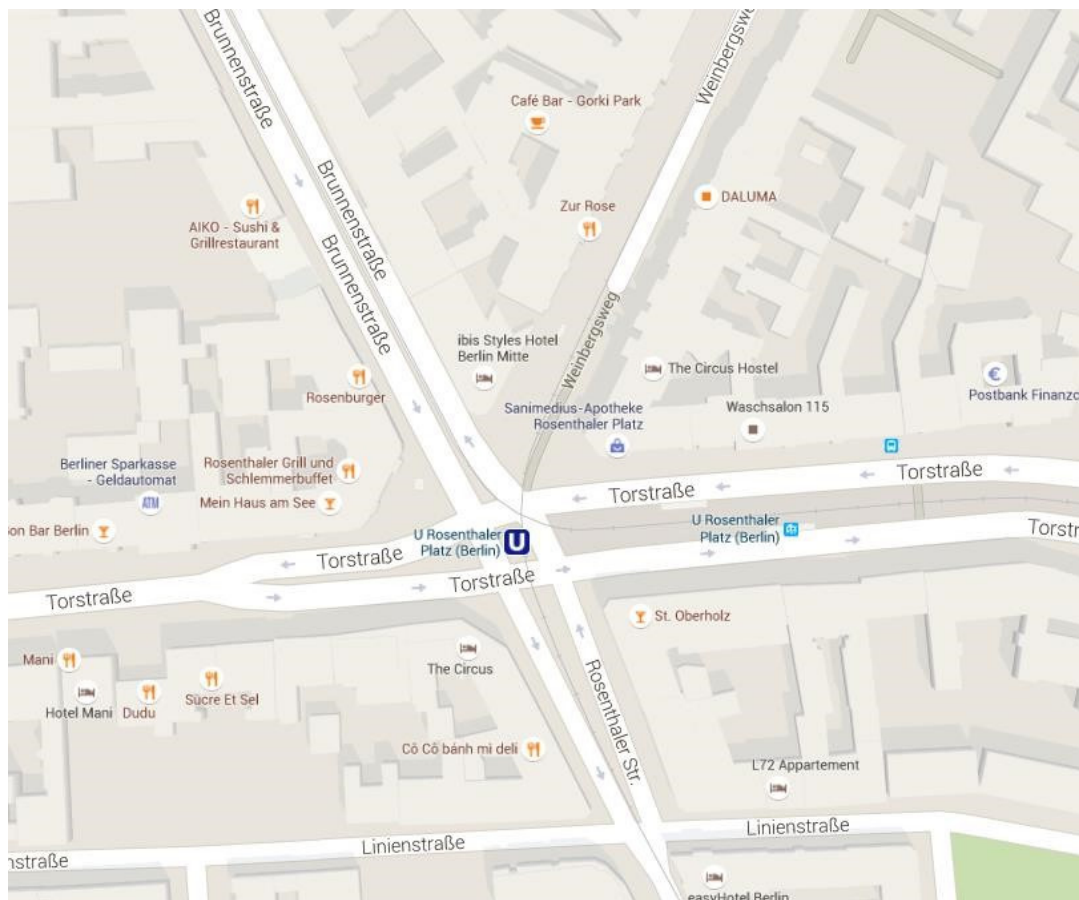 Brunnenstraße
Weinbergswe
Café Bar - Gorki Park
Brunnenstraße
DALUMA
Zur Rose
AIKO - Sushi &
Grillrestaurant
Brunnenstraße
Weinbergsweg
ibis Styles Hotel
Berlin Mitte
The Circus Hostel
Postbank Finanzc
Rosenburger
Sanimedius-Apotheke
Rosenthaler Platz
Waschsalon 115
Berliner Sparkasse
- Geldautomat
ATM
Rosenthaler Grill und
Schlemmerbuffet
Mein Haus am See
Torstraße
Torstraße
on Bar Berlin
U Rosenthaler
Platz (Berlin)
U
U Rosenthaler
Platz (Berlin)
Torstr
Torstraße
Torstraße
Torstraße
St. Oberholz
Mani
Hotel Mani
Dudu
Sücre Et Sel
The Circus
Rosenthaler Str.
Cô Cô bánh mì deli
L72 Appartement
Linienstraße
Linienstraße
nstraße
easyHotel Berlin